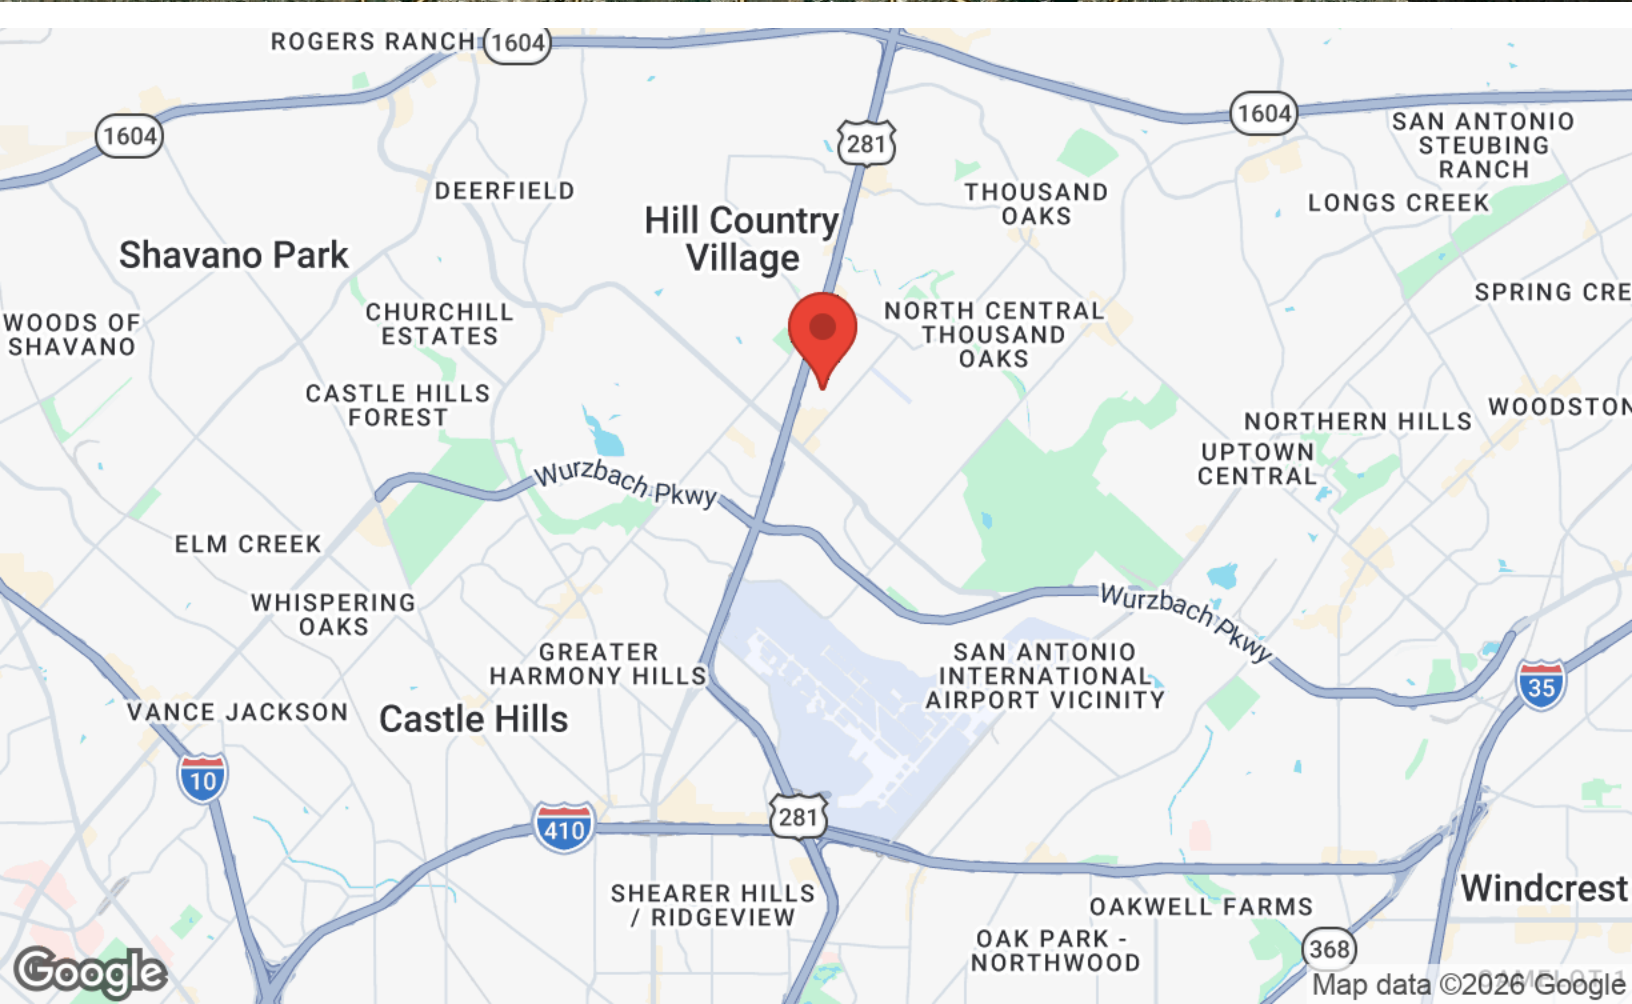 ROGERS RANCH
1604
1604
281
1604
SAN ANTONIO
STEUBING
RANCH
DEERFIELD
THOUSAND
OAKS
LONGS CREEK
Hill Country
Village
Shavano Park
SPRING CRE
WOODS OF
SHAVANO
CHURCHILL
ESTATES
NORTH CENTRAL
THOUSAND
OAKS
CASTLE HILLS
FOREST
NORTHERN HILLS
WOODSTON
UPTOWN
CENTRAL
Wurzbach Pkwy
ELM CREEK
WHISPERING
OAKS
Wurzbach Pkwy
GREATER
HARMONY HILLS
SAN ANTONIO
INTERNATIONAL
AIRPORT VICINITY
35
VANCE JACKSON
Castle Hills
10
410
281
SHEARER HILLS
/ RIDGEVIEW
OAKWELL FARMS
Windcrest
OAK PARK -
NORTHWOOD
368
Google
Map data ©2026 Google